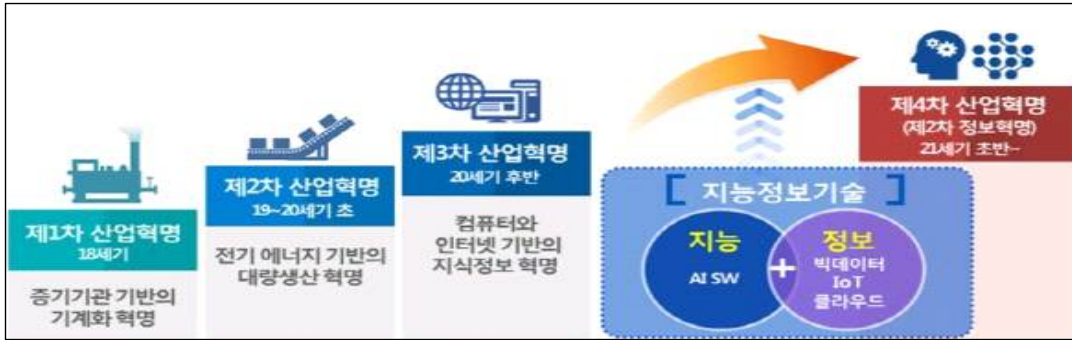 제1차 산업혁명
18세기
증기기관 기반의
기계화 혁명
제2차 산업혁명
19~20세기 초
전기 에너지 기반의
대량생산 혁명
제3차 산업혁명
20세기 후반
컴퓨터와
인터넷 기반의
지식정보 혁명
[ 지능정보기술 ]
지능
AI SW
+
정보
빅데이터
IoT
클라우드
제4차 산업혁명
(제2차 정보혁명)
21세기 초반~